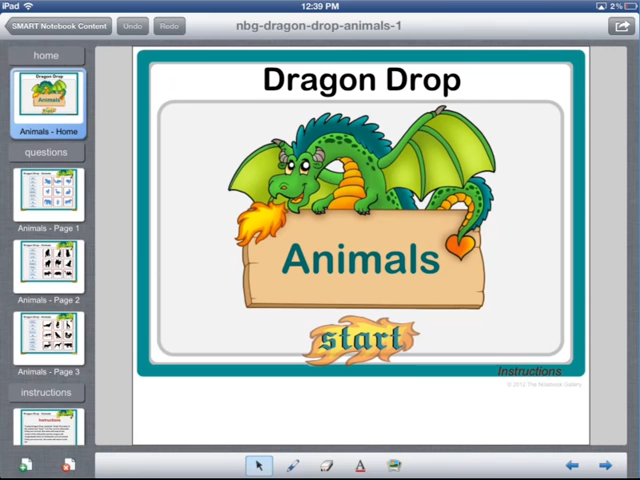 iPad 12:39 PM 2%
SMART Notebook Content Undo Redo nbg-dragon-drop-animals-1
home
Animals - Home
questions
Animals - Page 1
Animals - Page 2
Animals - Page 3
instructions
Dragon Drop
Animals
start
Instructions
© 2012 The Notebook Gallery
Dragon Drop
Animals
Instructions
A